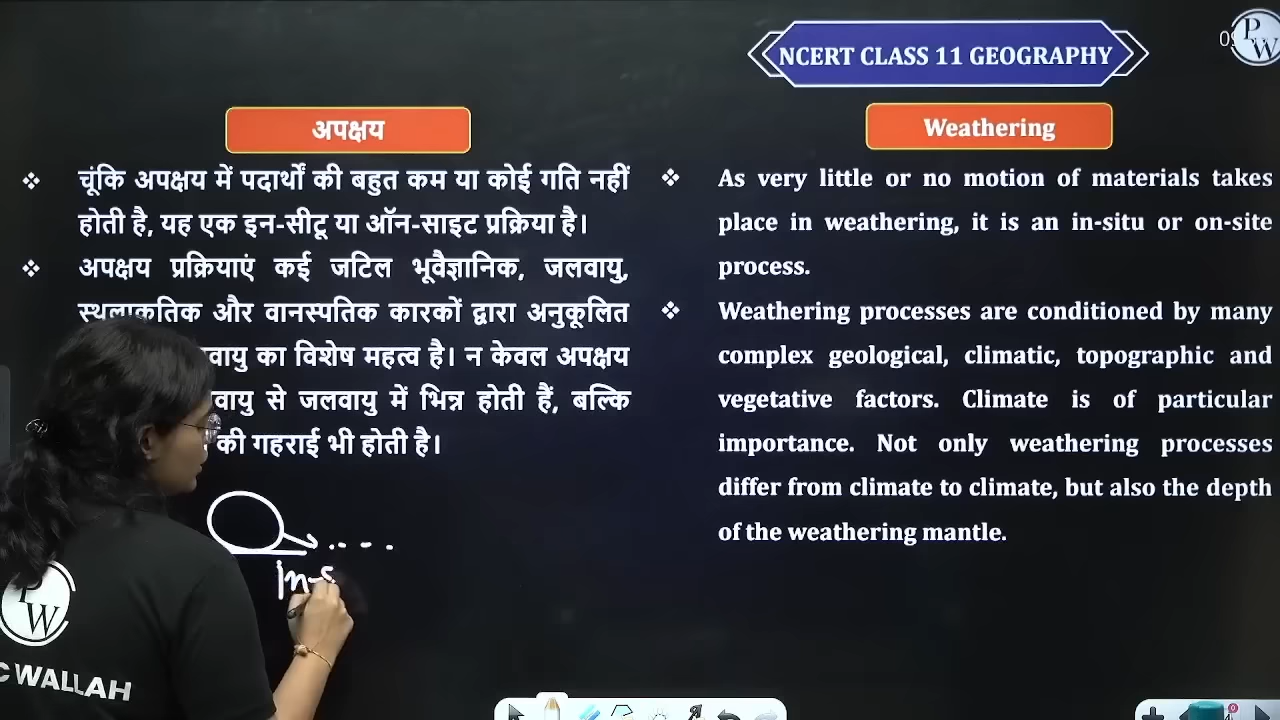 NCERT CLASS 11 GEOGRAPHY
PW
अपक्षय
❖ चूंकि अपक्षय में पदार्थों की बहुत कम या कोई गति नहीं
होती है, यह एक इन-सीटू या ऑन-साइट प्रक्रिया है।
❖ अपक्षय प्रक्रियाएं कई जटिल भूवैज्ञानिक, जलवायु,
स्थलाकृतिक और वानस्पतिक कारकों द्वारा अनुकूलित
वायु का विशेष महत्व है। न केवल अपक्षय
वायु से जलवायु में भिन्न होती हैं, बल्कि
की गहराई भी होती है।
Weathering
❖ As very little or no motion of materials takes
place in weathering, it is an in-situ or on-site
process.
❖ Weathering processes are conditioned by many
complex geological, climatic, topographic and
vegetative factors. Climate is of particular
importance. Not only weathering processes
differ from climate to climate, but also the depth
of the weathering mantle.
In-s
PW
C WALLAH